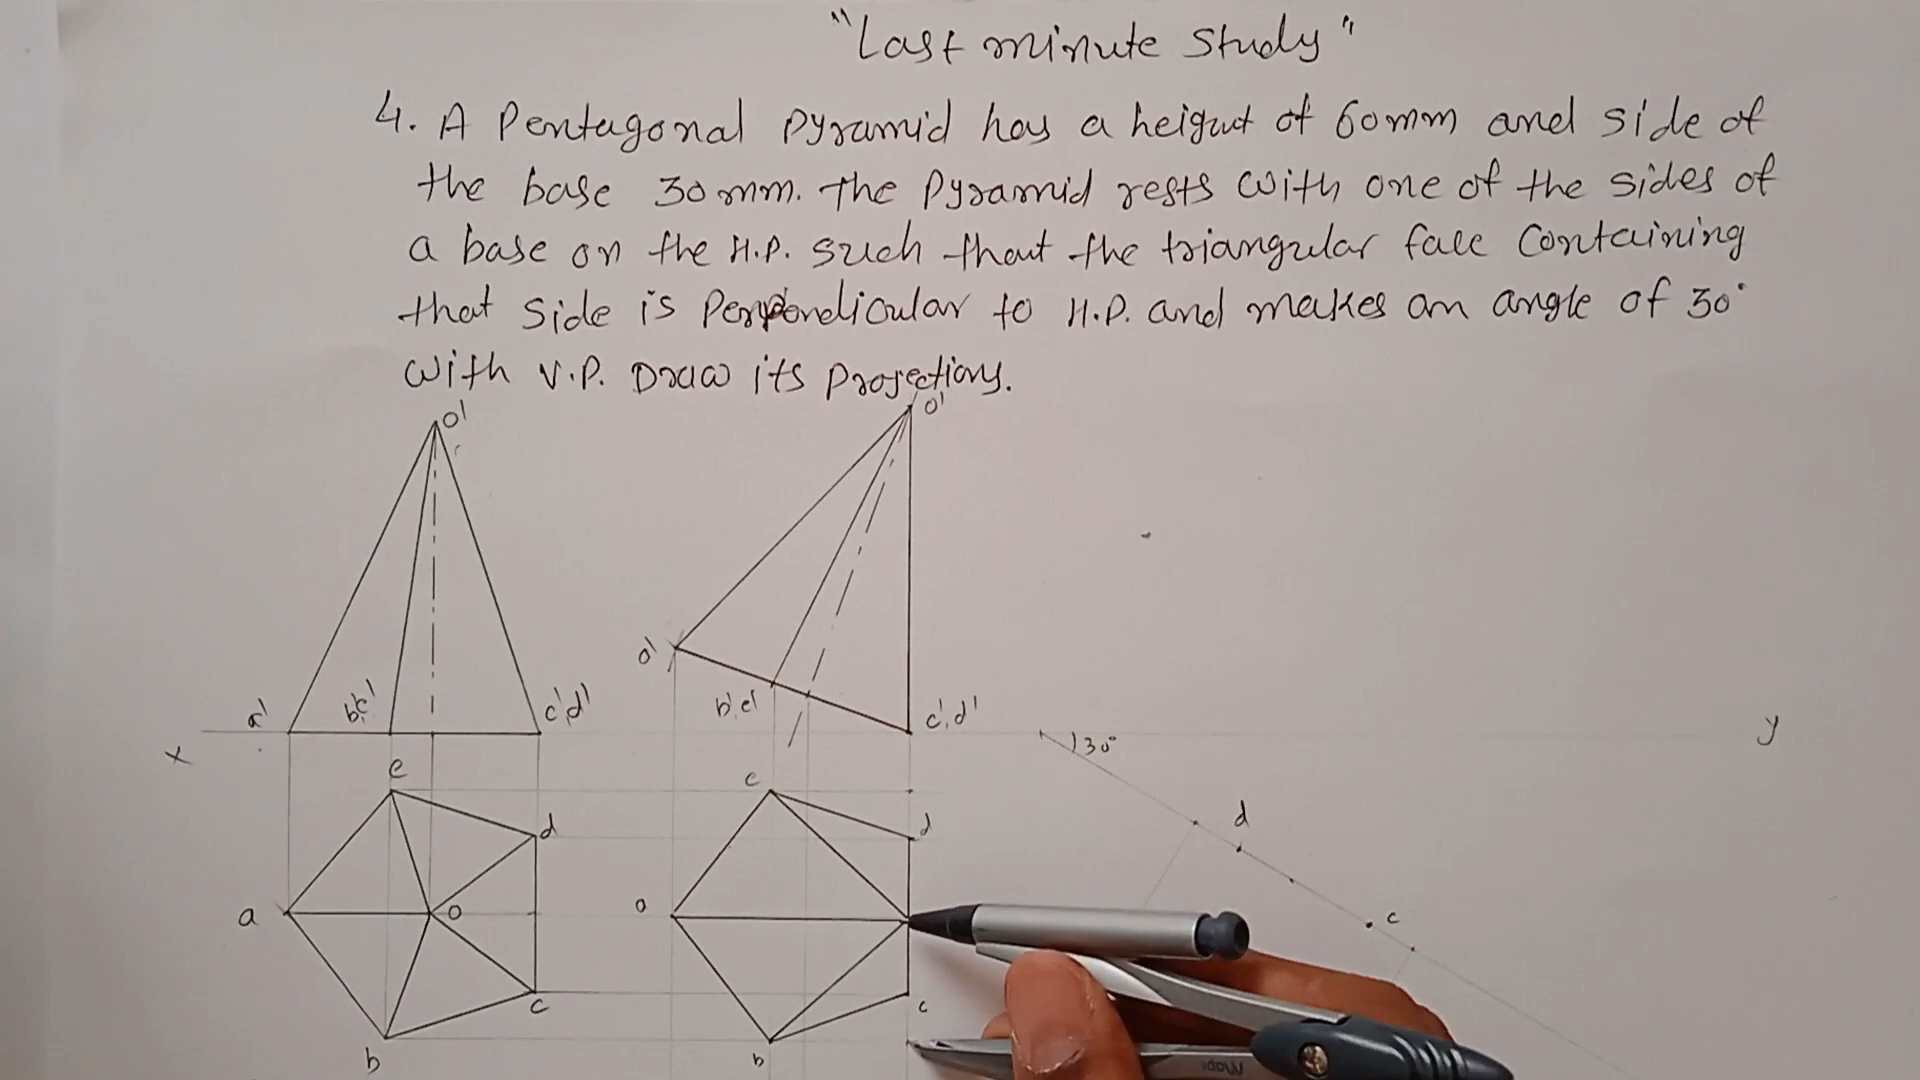 "Last minute Study"
4. A Pentagonal Pyramid has a height of 60mm and side of
the base 30mm. The Pyramid rests with one of the sides of
a base on the H.P. such that the triangular face Containing
that side is Perpendicular to H.P. and makes an angle of 30°
with V.P. Draw its Projections.
o' o'
a' b'c' c'd' a' b'e' c',d'
x y
30°
e e d
d d
a o a c
c c
b b
Mapi